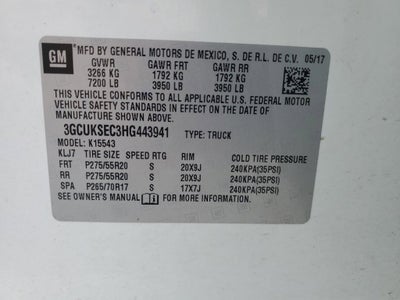 GM
MFD BY GENERAL MOTORS DE MEXICO, S. DE R.L. DE C.V. 05/17
GVWR GAWR FRT GAWR RR
3266 KG 1792 KG 1792 KG
7200 LB 3950 LB 3950 LB
THIS VEHICLE CONFORMS TO ALL APPLICABLE U.S. FEDERAL MOTOR
VEHICLE SAFETY STANDARDS IN EFFECT ON THE DATE OF
MANUFACTURE SHOWN ABOVE.
3GCUKSEC3HG443941 TYPE: TRUCK
MODEL: K15543
KLJ7 TIRE SIZE SPEED RTG RIM COLD TIRE PRESSURE
FRT P275/55R20 S 20X9J 240KPA(35PSI)
RR P275/55R20 S 20X9J 240KPA(35PSI)
SPA P265/70R17 S 17X7J 240KPA(35PSI)
SEE OWNER'S MANUAL FOR MORE INFORMATION.